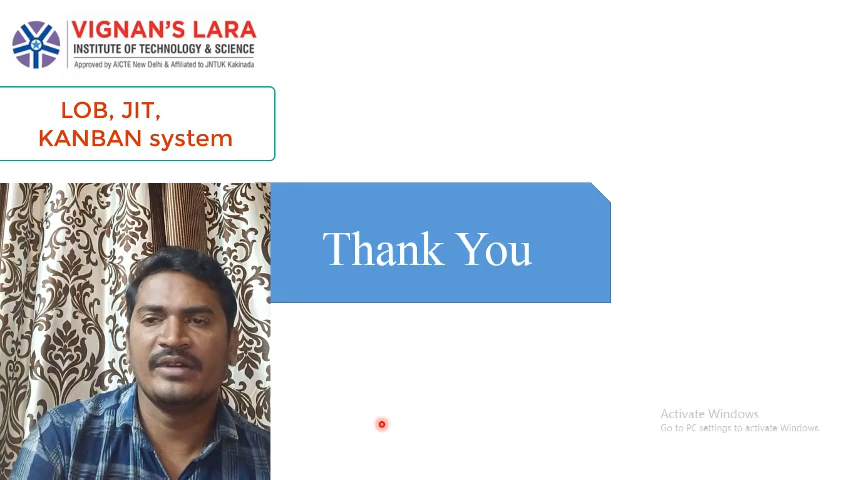 VIGNAN'S LARA
INSTITUTE OF TECHNOLOGY & SCIENCE
Approved by AICTE New Delhi & Affiliated to JNTUK Kakinada
LOB, JIT,
KANBAN system
Thank You
Activate Windows
Go to PC settings to activate Windows.